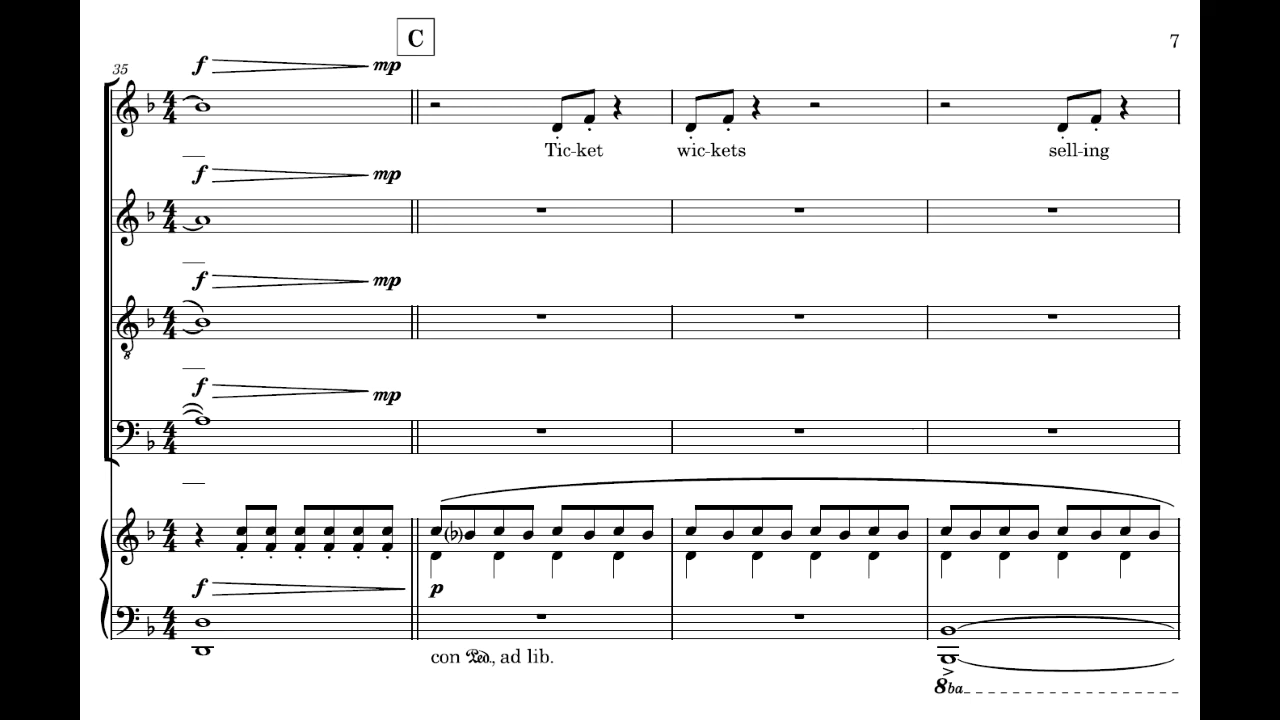 C
7
35
f mp
Tic-ket wic-kets sell-ing
f mp
f mp
f mp
f p
con Ped., ad lib.
8ba